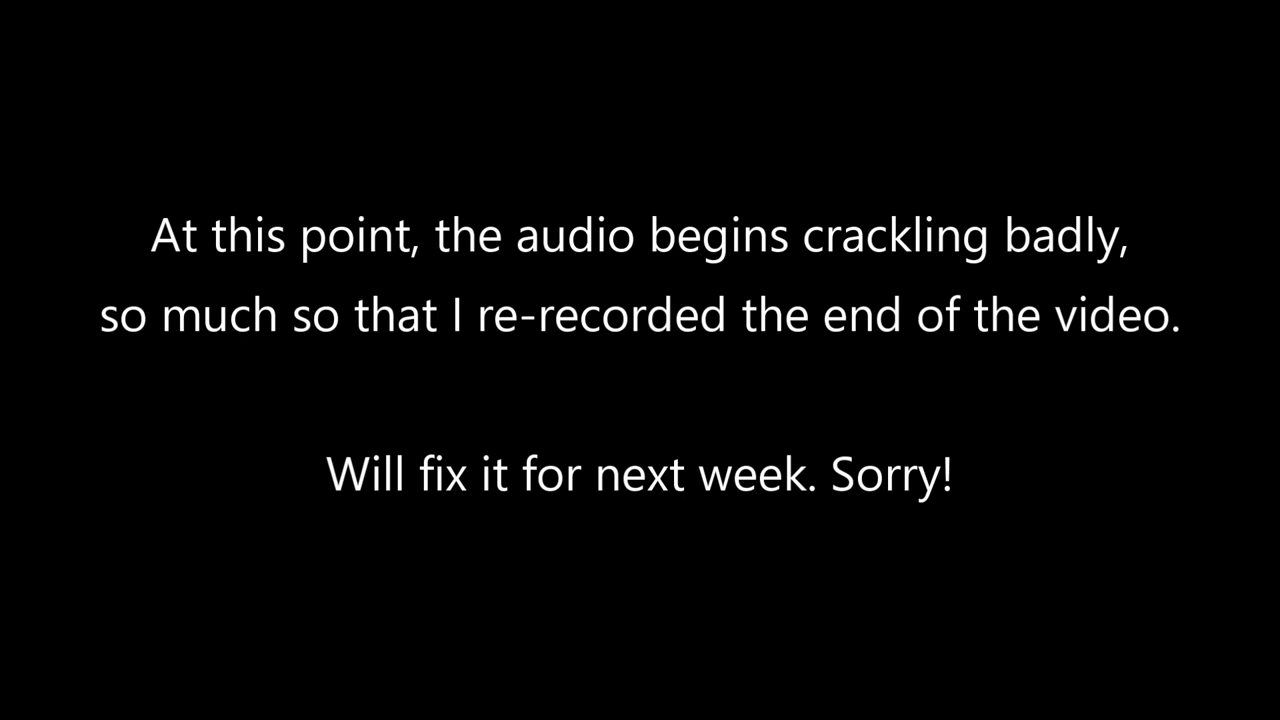 At this point, the audio begins crackling badly,
so much so that I re-recorded the end of the video.
Will fix it for next week. Sorry!